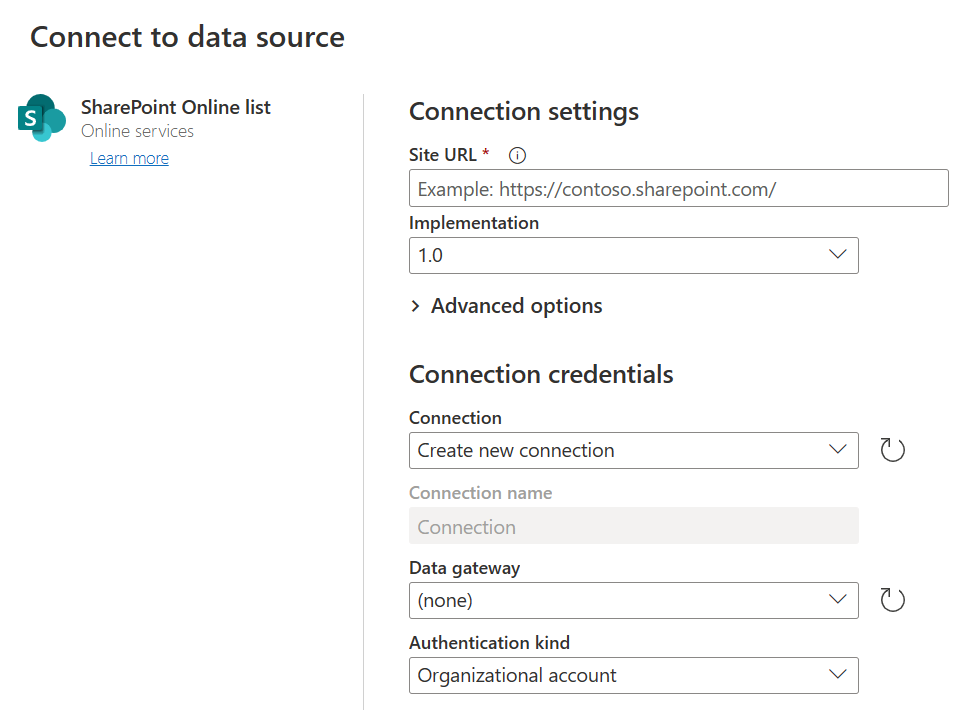 Connect to data source
S
SharePoint Online list
Online services
Learn more
Connection settings
Site URL *
Example: https://contoso.sharepoint.com/
Implementation
1.0
Advanced options
Connection credentials
Connection
Create new connection
Connection name
Connection
Data gateway
(none)
Authentication kind
Organizational account